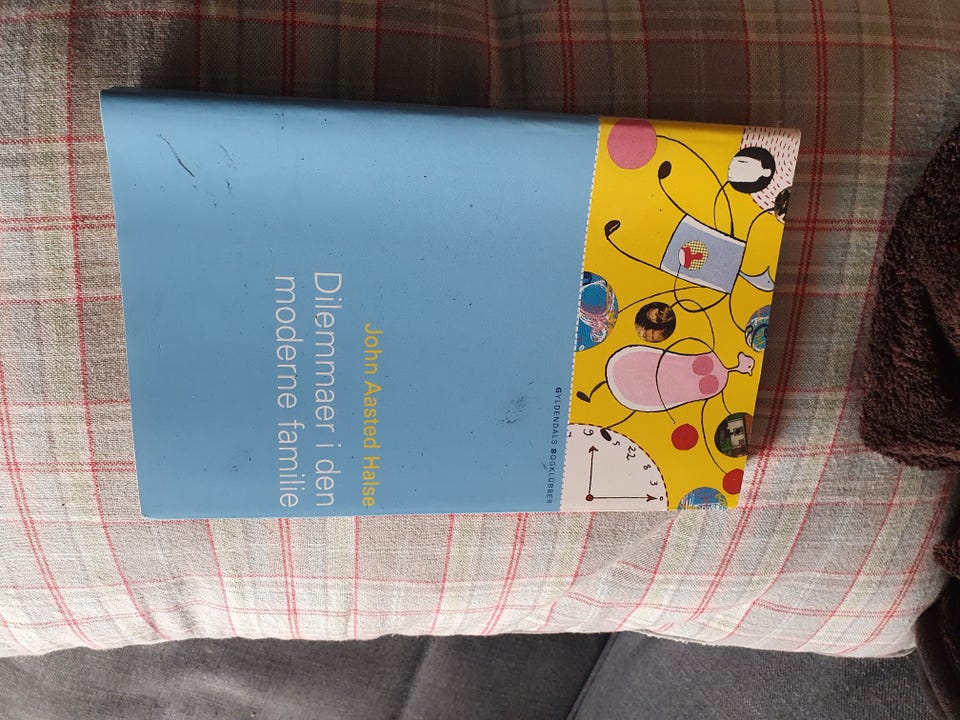 GYLDENDALS BOGKLUBBER
John Aasted Halse
Dilemmaer i den
moderne familie